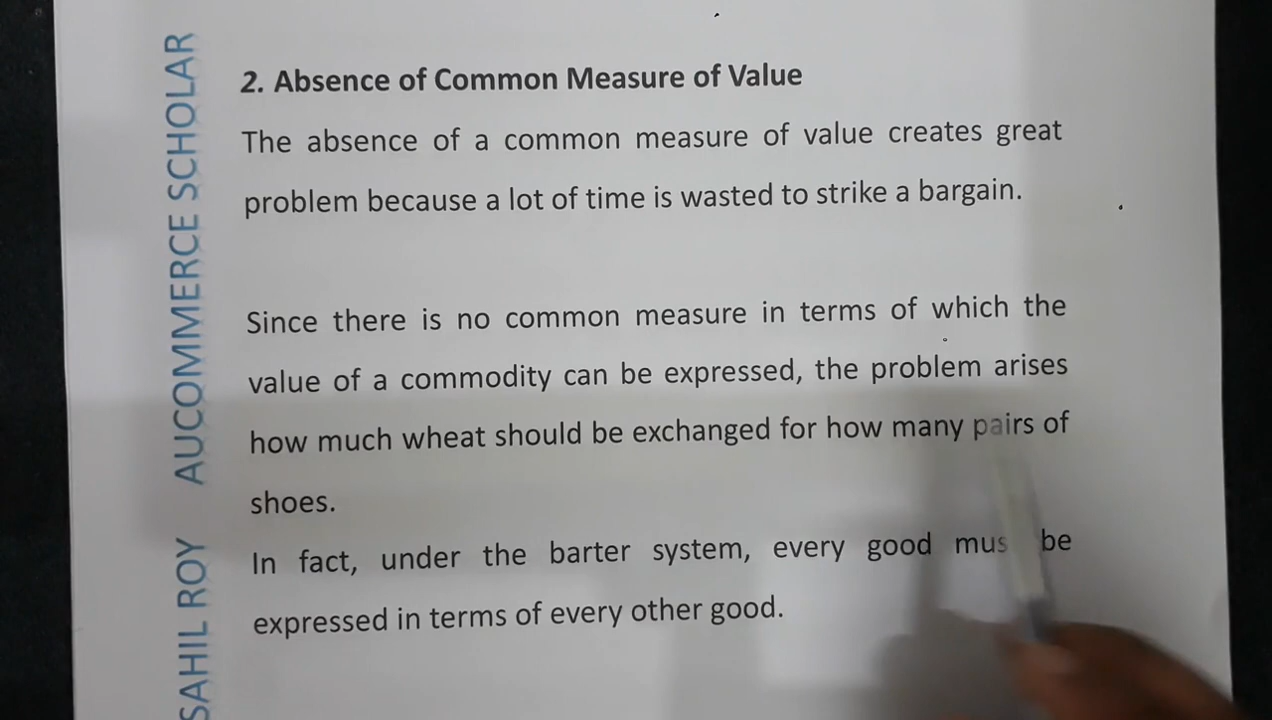 2. Absence of Common Measure of Value
The absence of a common measure of value creates great
problem because a lot of time is wasted to strike a bargain.
Since there is no common measure in terms of which the
value of a commodity can be expressed, the problem arises
how much wheat should be exchanged for how many pairs of
shoes.
In fact, under the barter system, every good mus be
expressed in terms of every other good.
SAHIL ROY AUCOMMERCE SCHOLAR